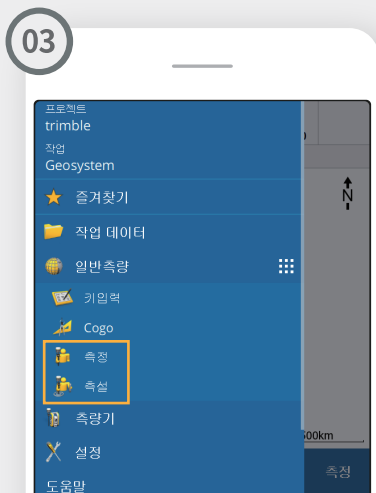 03
프로젝트
trimble
작업
Geosystem
즐겨찾기
N
작업 데이터
일반측량
키입력
Cogo
측정
측설
측량기
500km
설정
측정
도움말